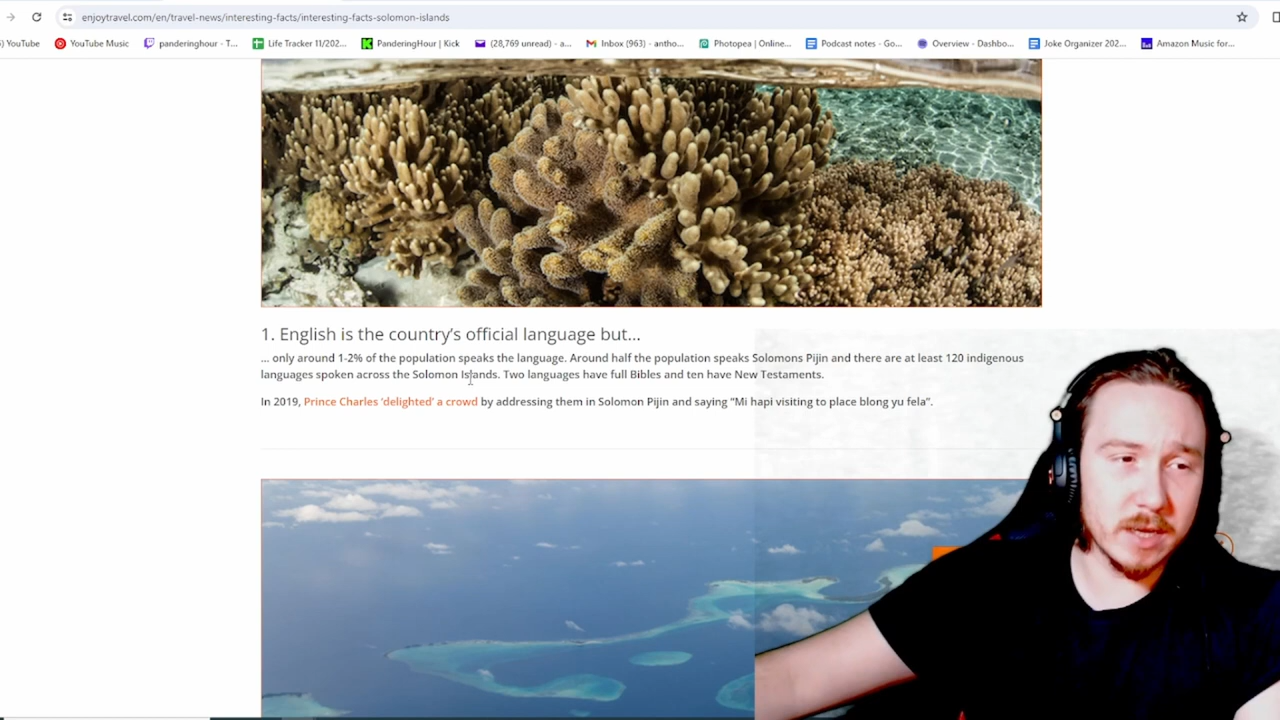 enjoytravel.com/en/travel-news/interesting-facts/interesting-facts-solomon-islands
) YouTube YouTube Music panderinghour - T... Life Tracker 11/202... PanderingHour | Kick (28,769 unread) - a... Inbox (963) - antho... Photopea | Online... Podcast notes - Go... Overview - Dashbo... Joke Organizer 202... Amazon Music for...
1. English is the country’s official language but...
... only around 1-2% of the population speaks the language. Around half the population speaks Solomons Pijin and there are at least 120 indigenous
languages spoken across the Solomon Islands. Two languages have full Bibles and ten have New Testaments.
In 2019, Prince Charles 'delighted' a crowd by addressing them in Solomon Pijin and saying “Mi hapi visiting to place blong yu fela”.